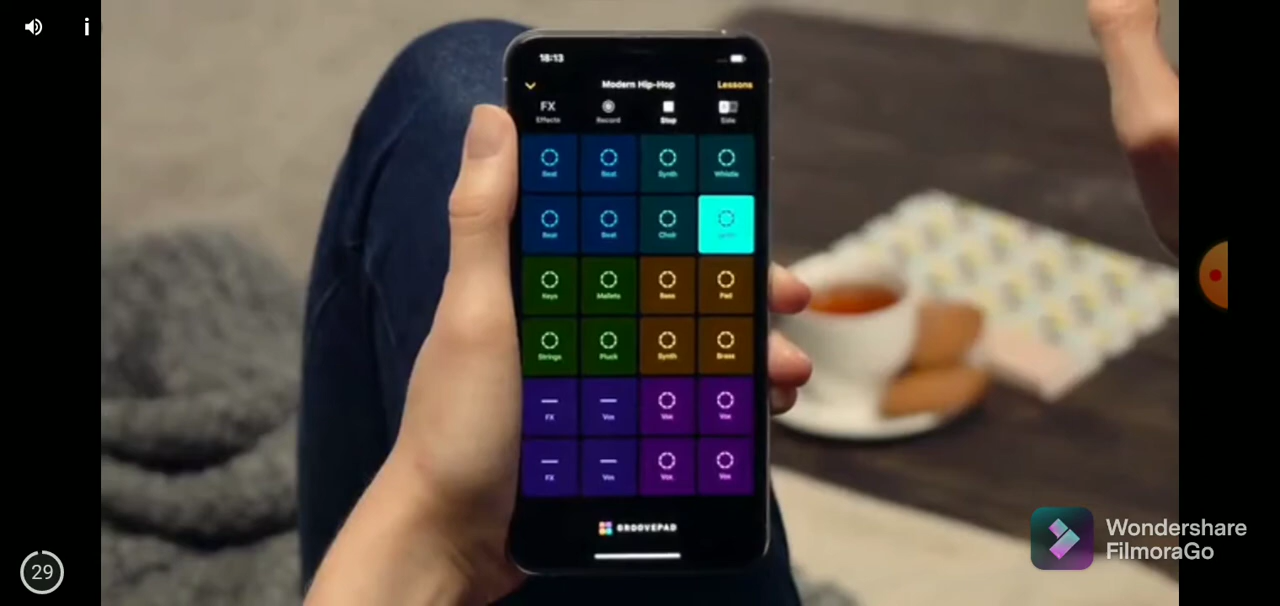 i
18:13
Modern Hip-Hop
Lessons
FX
Effects
Record
Stop
Side
Beat
Beat
Synth
Whistle
Beat
Beat
Choir
Synth
Keys
Mallets
Bass
Pad
Strings
Pluck
Synth
Brass
FX
Vox
Vox
Vox
FX
Vox
Vox
Vox
GROOVEPAD
29
Wondershare
FilmoraGo